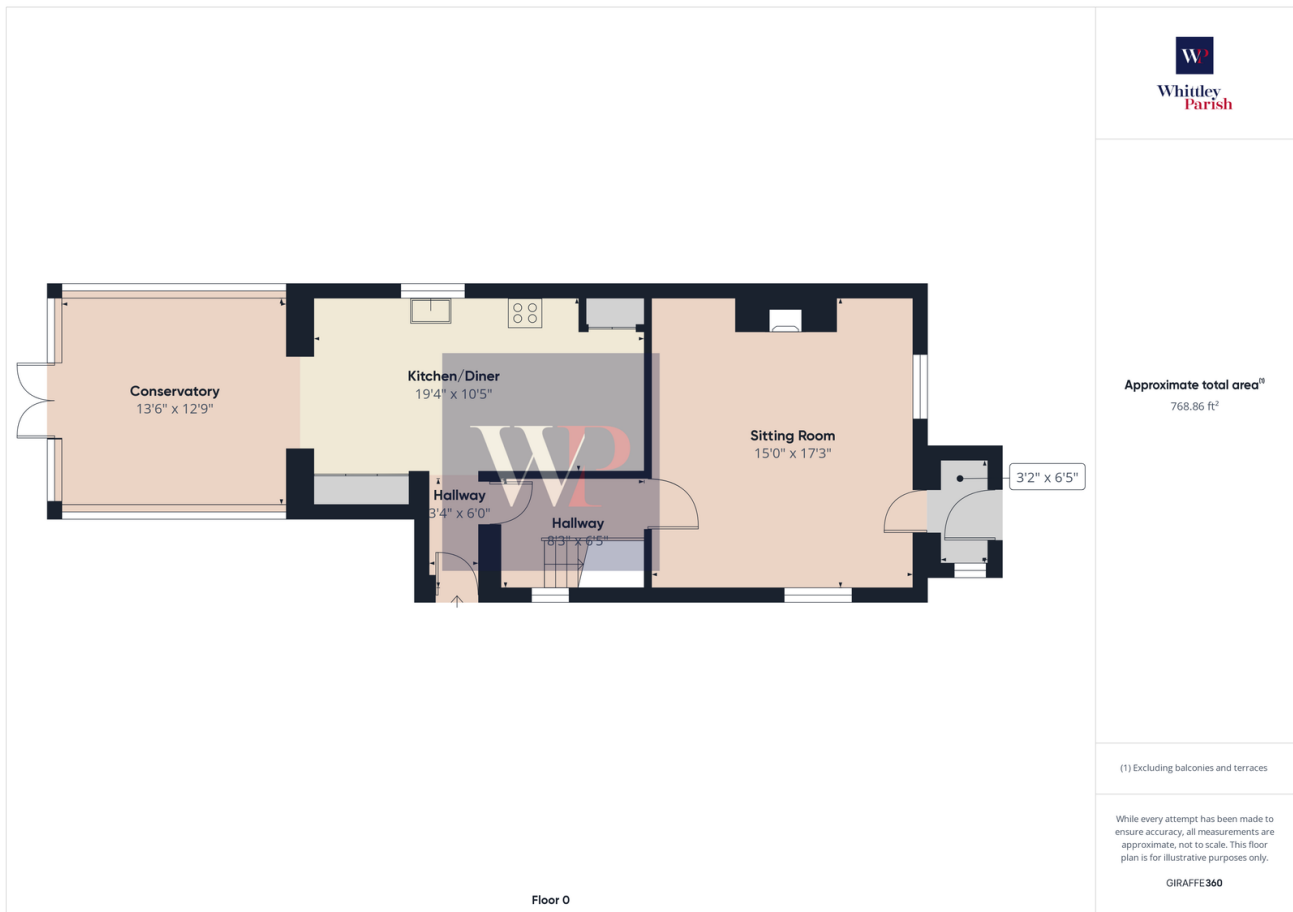 WP
Whittley
Parish
Approximate total area(1)
768.86 ft²
(1) Excluding balconies and terraces
While every attempt has been made to
ensure accuracy, all measurements are
approximate, not to scale. This floor
plan is for illustrative purposes only.
GIRAFFE360
Conservatory
13'6" x 12'9"
Kitchen/Diner
19'4" x 10'5"
WP
Hallway
3'4" x 6'0"
Hallway
8'3" x 6'5"
Sitting Room
15'0" x 17'3"
3'2" x 6'5"
Floor 0